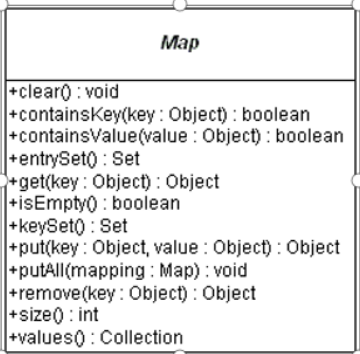 Map
+clear() : void
+containsKey(key : Object) : boolean
+containsValue(value : Object) : boolean
+entrySet() : Set
+get(key : Object) : Object
+isEmpty() : boolean
+keySet() : Set
+put(key : Object, value : Object) : Object
+putAll(mapping : Map) : void
+remove(key : Object) : Object
+size() : int
+values() : Collection